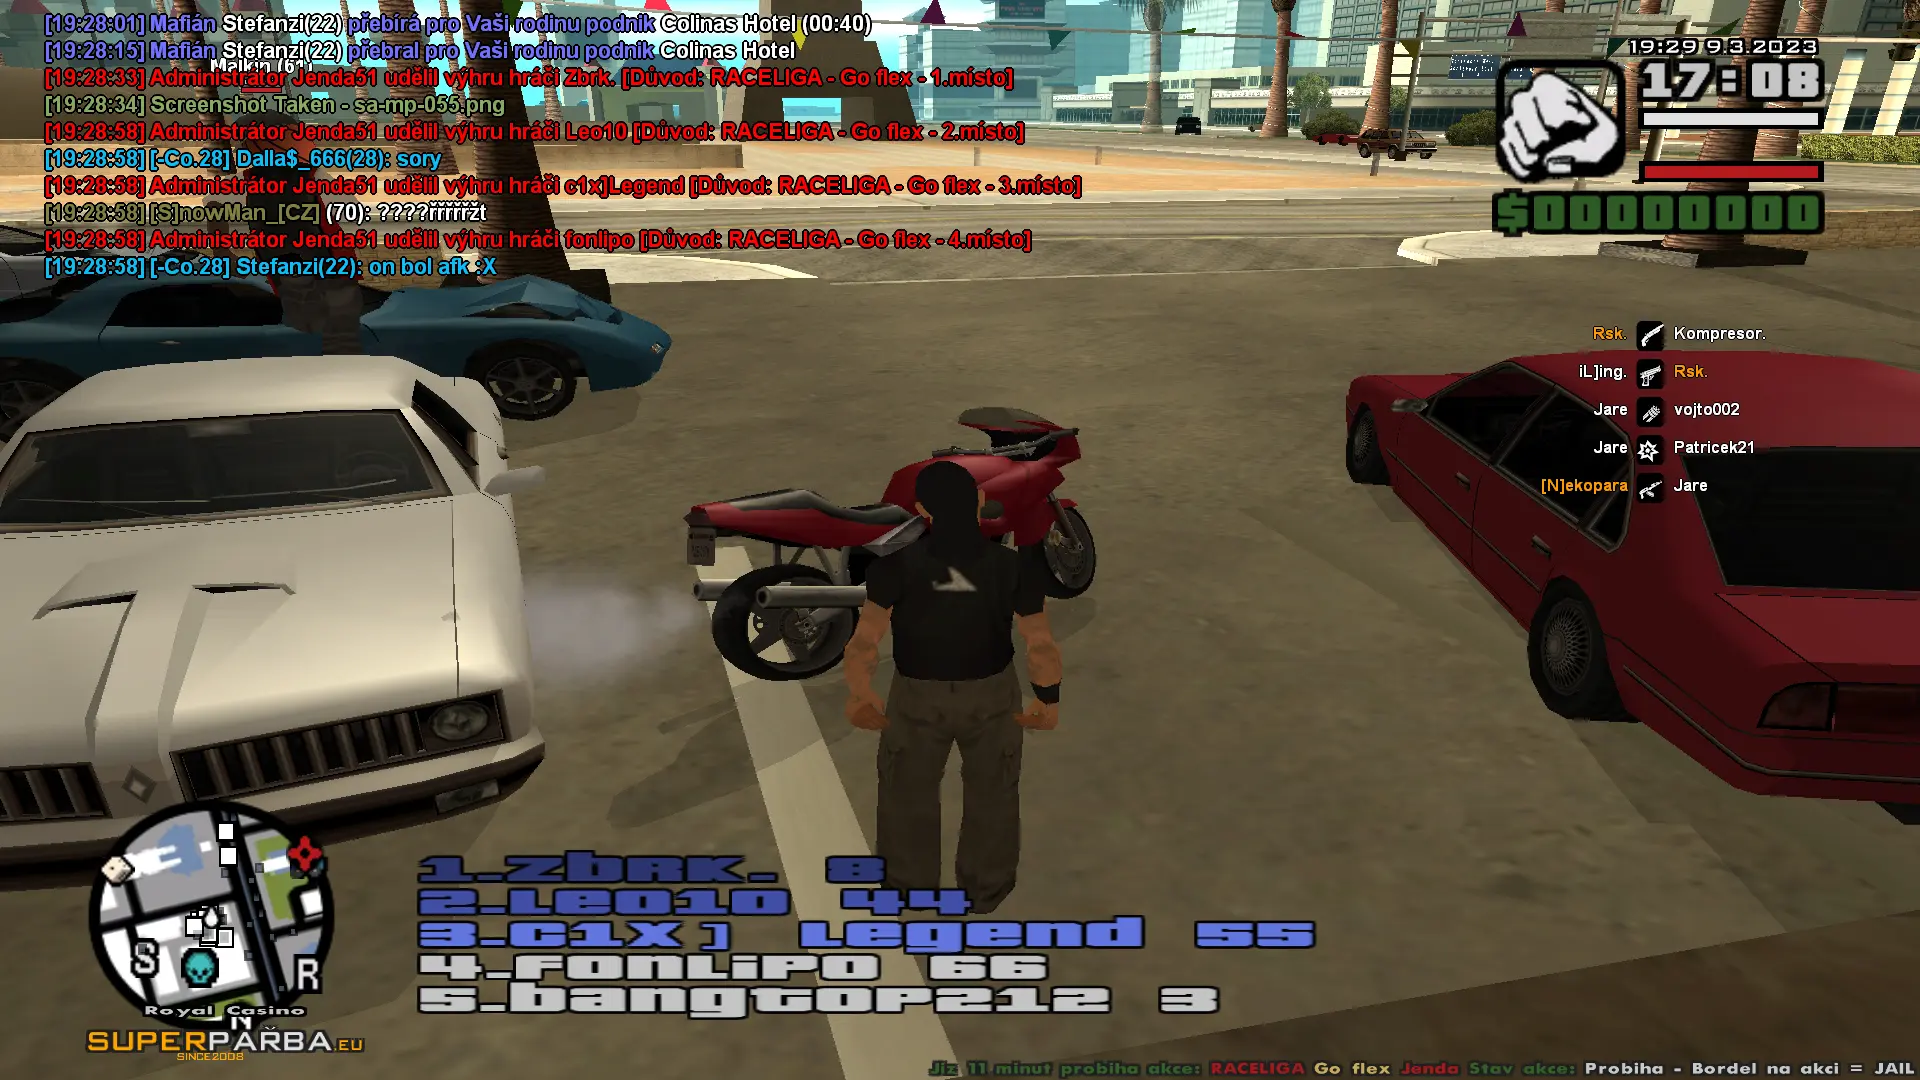 [19:28:01] Mafián Stefanzi(22) přebírá pro Vaši rodinu podnik Colinas Hotel (00:40)
[19:28:15] Mafián Stefanzi(22) přebral pro Vaši rodinu podnik Colinas Hotel
Malkin (61)
[19:28:33] Administrátor Jenda51 udělil výhru hráči Zbrk. [Důvod: RACELIGA - Go flex - 1.místo]
[19:28:34] Screenshot Taken - sa-mp-055.png
[19:28:58] Administrátor Jenda51 udělil výhru hráči Leo10 [Důvod: RACELIGA - Go flex - 2.místo]
[19:28:58] [-Co.28] Dalla$_666(28): sory
[19:28:58] Administrátor Jenda51 udělil výhru hráči c1x]Legend [Důvod: RACELIGA - Go flex - 3.místo]
[19:28:58] [S]nowMan_[CZ] (70): ????řřřřřžt
[19:28:58] Administrátor Jenda51 udělil výhru hráči fonlipo [Důvod: RACELIGA - Go flex - 4.místo]
[19:28:58] [-Co.28] Stefanzi(22): on bol afk :X
19:29 9.3.2023
17:08
$00000000
Rsk. Kompresor.
iL]ing. Rsk.
Jare vojto002
Jare Patricek21
[N]ekopara Jare
1.Zbrk. 8
2.Leo10 44
3.c1x] Legend 55
4.fonlipo 66
5.bangtop212 3
S
R
N
Royal Casino
SUPERPAŘBA.EU
SINCE2008
Jiz 11 minut probiha akce: RACELIGA Go flex Jenda Stav akce: Probiha - Bordel na akci = JAIL